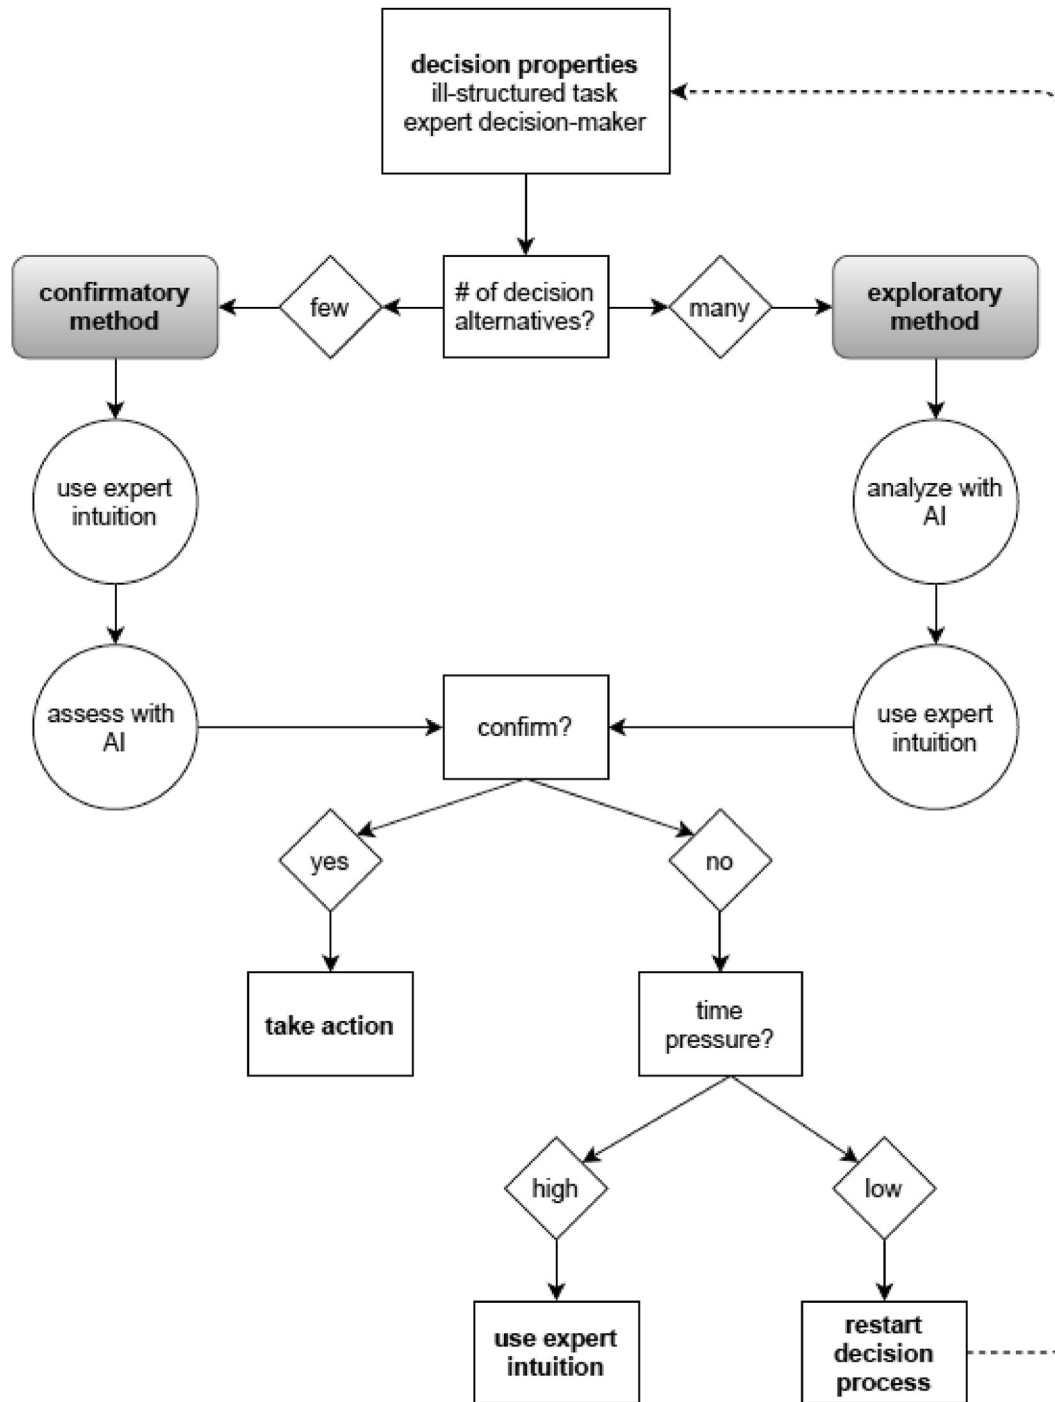 decision properties
ill-structured task
expert decision-maker
confirmatory
method
few
# of decision
alternatives?
many
exploratory
method
use expert
intuition
analyze with
AI
assess with
AI
confirm?
use expert
intuition
yes
no
take action
time
pressure?
high
low
use expert
intuition
restart
decision
process